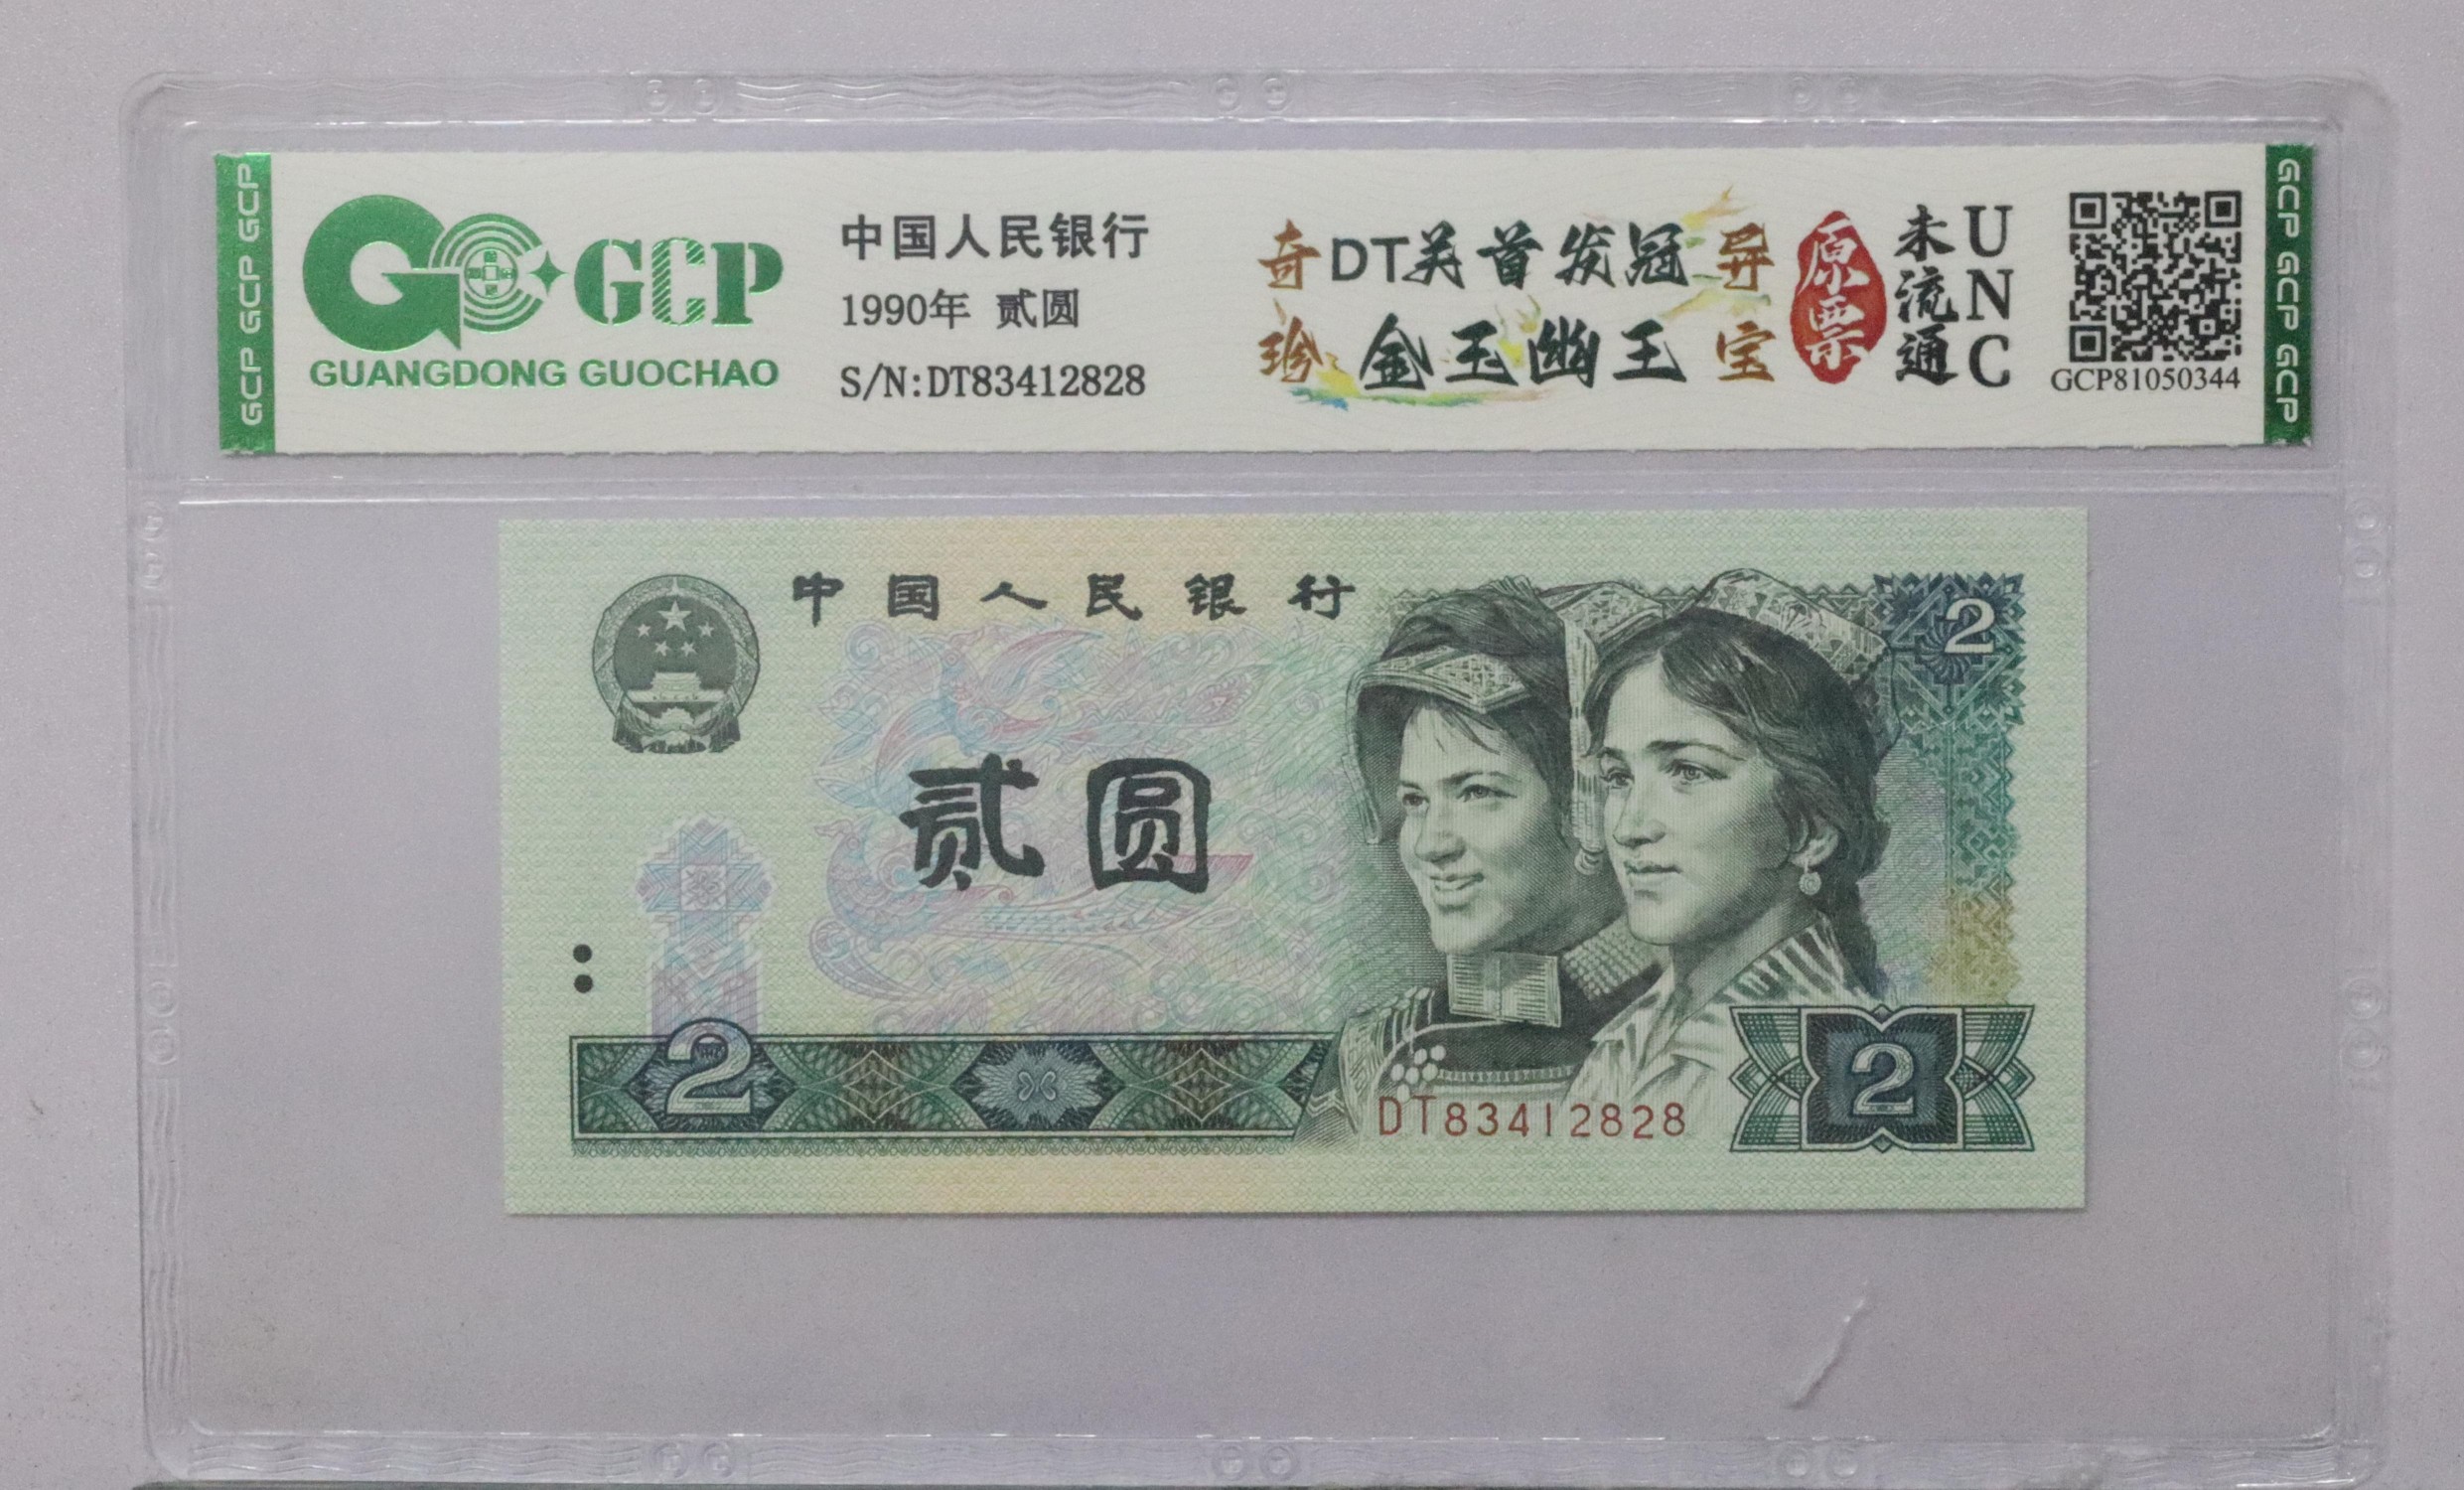 GCP GCP GCP
GCP
GUANGDONG GUOCHAO
中国人民银行
1990年 贰圆
S/N:DT83412828
奇 DT关首发冠 异
珍 金玉幽王 宝
原票
未流通
UNC
GCP81050344
GCP GCP GCP
中国人民银行
2
贰圆
2
DT83412828
2